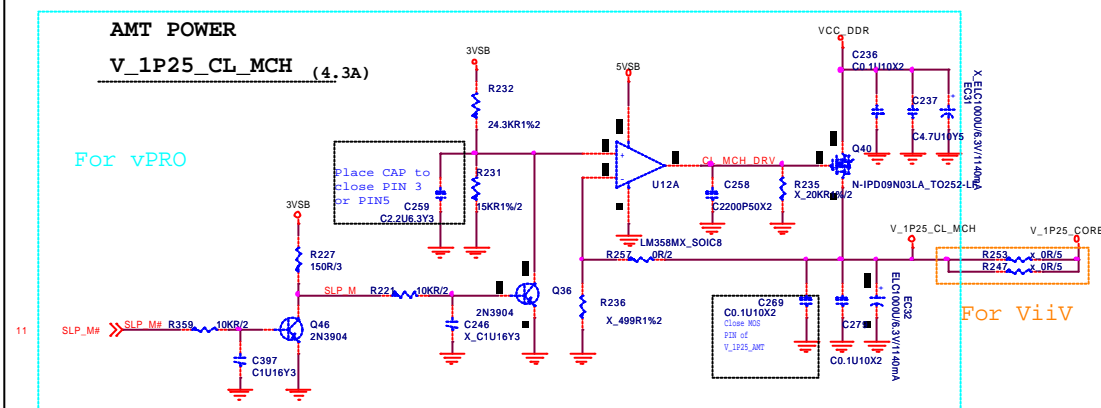 AMT POWER
V_1P25_CL_MCH (4.3A)
For vPRO
3VSB
R232
24.3KR1%2
Place CAP to
close PIN 3
or PIN5
C259
C2.2U6.3Y3
R231
15KR1%/2
5VSB
U12A
LM358MX_SOIC8
CL_MCH_DRV
C258
C2200P50X2
R235
X_20KR1%/2
VCC_DDR
C236
C0.1U10X2
C237
C4.7U10Y5
X_ELC1000U/6.3V/1140mA
EC31
Q40
N-IPD09N03LA_TO252-LF
3VSB
R227
150R/3
11
SLP_M#
SLP_M#
R359
10KR/2
C397
C1U16Y3
Q46
2N3904
SLP_M
R221
10KR/2
C246
X_C1U16Y3
Q36
2N3904
R257
0R/2
R236
X_499R1%2
C269
C0.1U10X2
Close MOS
PIN of
V_1P25_AMT
C279
C0.1U10X2
EC32
ELC1000U/6.3V/1140mA
V_1P25_CL_MCH
V_1P25_CORE
R253
x_0R/5
R247
x_0R/5
For ViiV